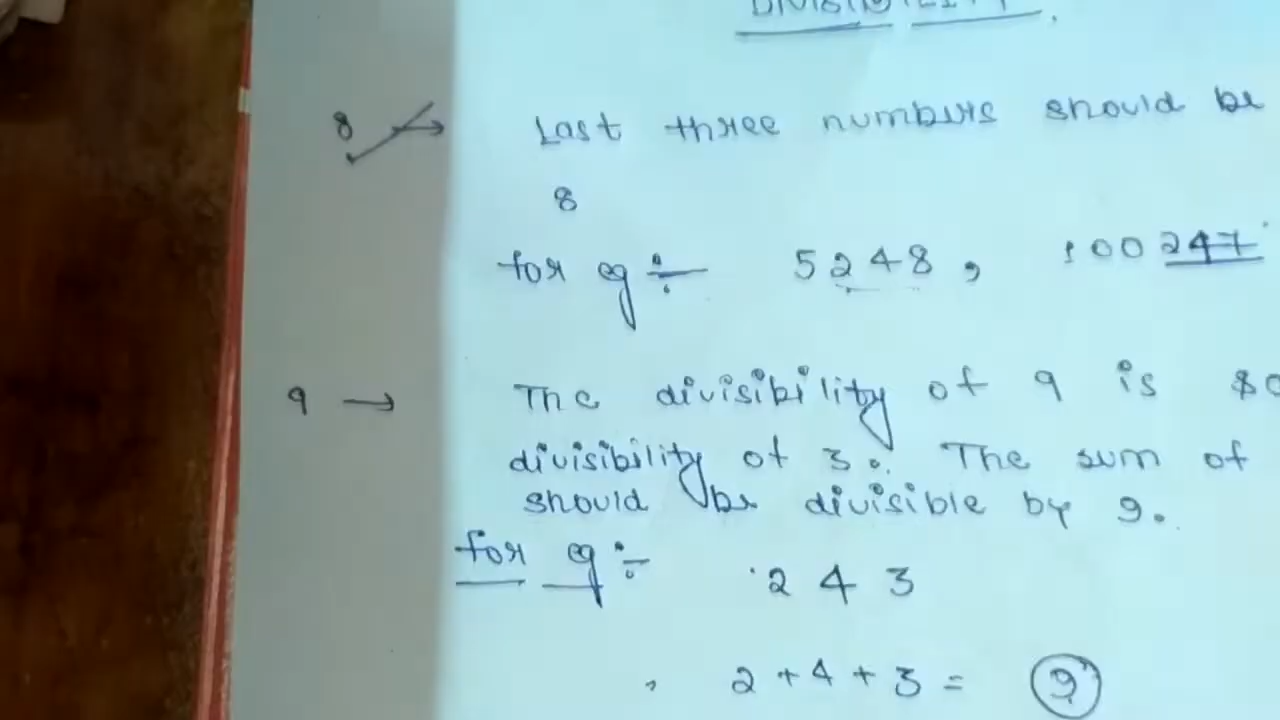 DIVISIBILITY.
8 → Last three numbers should be
8
for eg ÷ 5248, 100247
9 → The divisibility of 9 is
divisibility of 3. The sum of
should be divisible by 9.
for eg ÷ 243
, 2+4+3 = 9